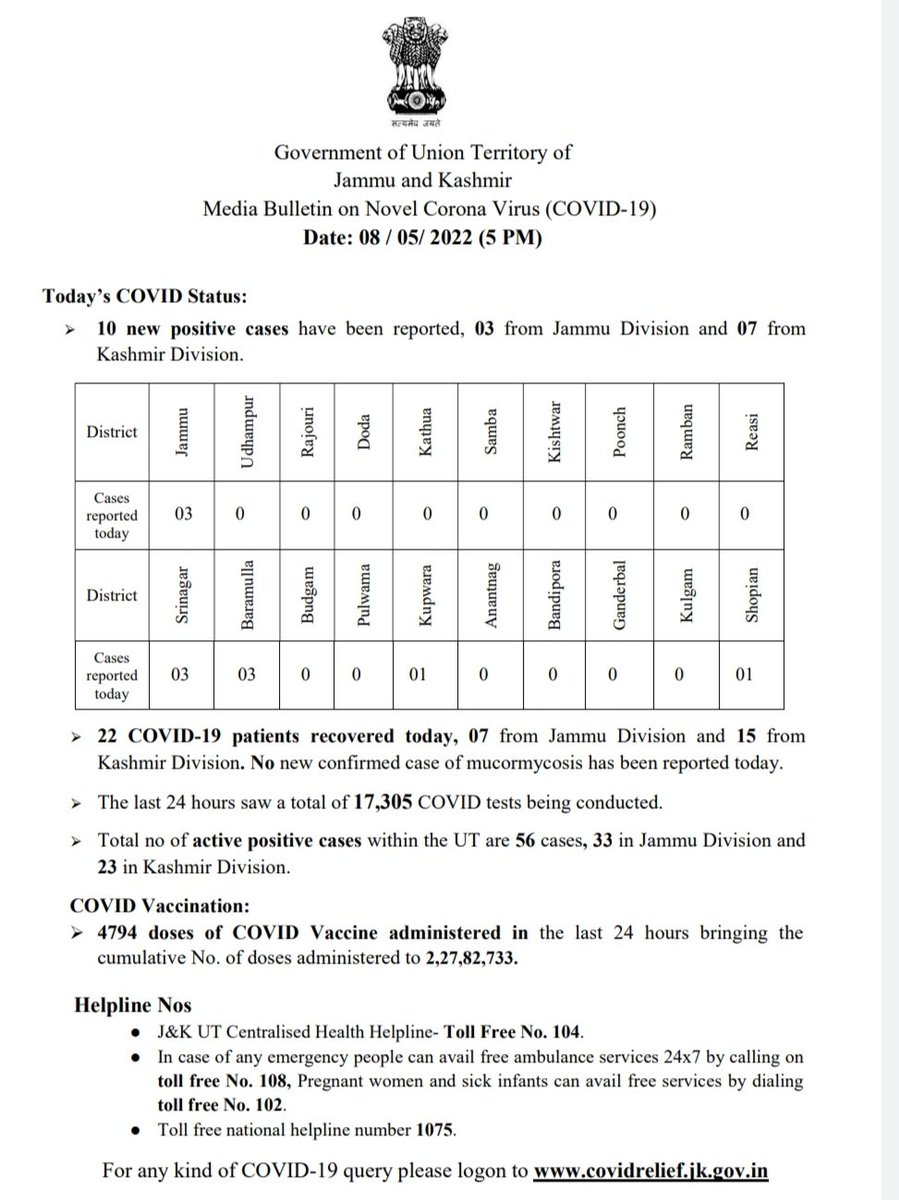 सत्यमेव जयते
Government of Union Territory of
Jammu and Kashmir
Media Bulletin on Novel Corona Virus (COVID-19)
Date: 08 / 05/ 2022 (5 PM)
Today's COVID Status:
➢ 10 new positive cases have been reported, 03 from Jammu Division and 07 from
Kashmir Division.
District Jammu Udhampur Rajouri Doda Kathua Samba Kishtwar Poonch Ramban Reasi
Cases
reported
today
03 0 0 0 0 0 0 0 0 0
District Srinagar Baramulla Budgam Pulwama Kupwara Anantnag Bandipora Ganderbal Kulgam Shopian
Cases
reported
today
03 03 0 0 01 0 0 0 0 01
➢ 22 COVID-19 patients recovered today, 07 from Jammu Division and 15 from
Kashmir Division. No new confirmed case of mucormycosis has been reported today.
➢ The last 24 hours saw a total of 17,305 COVID tests being conducted.
➢ Total no of active positive cases within the UT are 56 cases, 33 in Jammu Division and
23 in Kashmir Division.
COVID Vaccination:
➢ 4794 doses of COVID Vaccine administered in the last 24 hours bringing the
cumulative No. of doses administered to 2,27,82,733.
Helpline Nos
● J&K UT Centralised Health Helpline- Toll Free No. 104.
● In case of any emergency people can avail free ambulance services 24x7 by calling on
toll free No. 108, Pregnant women and sick infants can avail free services by dialing
toll free No. 102.
● Toll free national helpline number 1075.
For any kind of COVID-19 query please logon to www.covidrelief.jk.gov.in